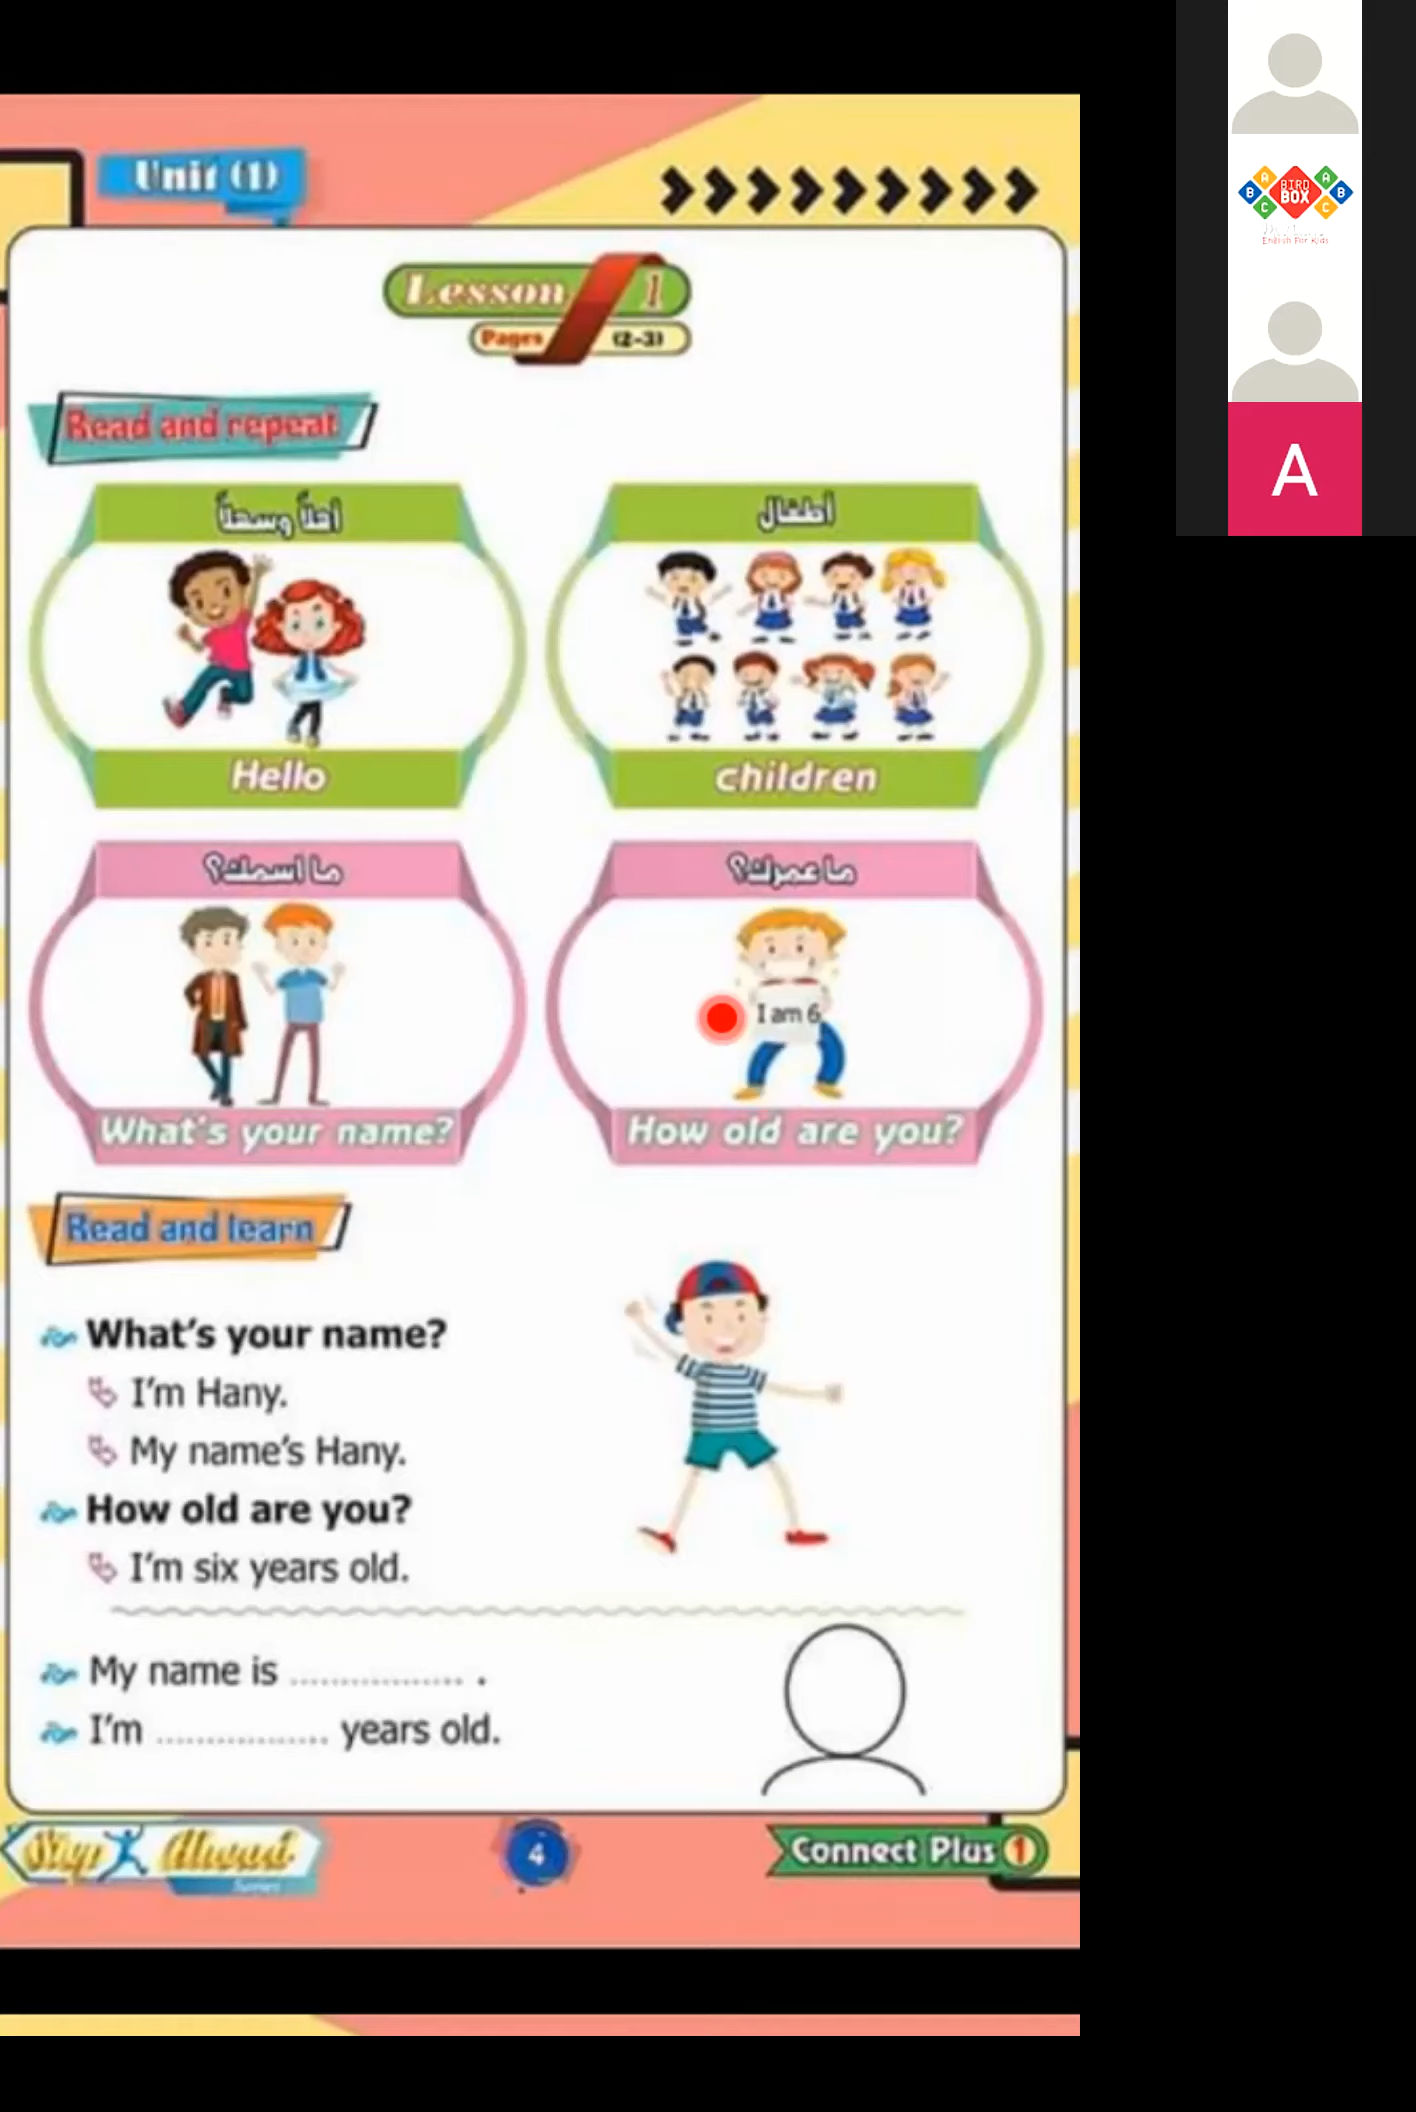 Unit (1)
Lesson 1
Pages (2-3)
Read and repeat
أهلاً وسهلاً
Hello
أطفال
children
ما اسمك؟
What's your name?
ما عمرك؟
I am 6
How old are you?
Read and learn
What's your name?
I'm Hany.
My name's Hany.
How old are you?
I'm six years old.
My name is ................. .
I'm ................. years old.
Step Ahead
Series
4
Connect Plus 1
A
B
C
BIRD
BOX
A
B
C
English For Kids
A